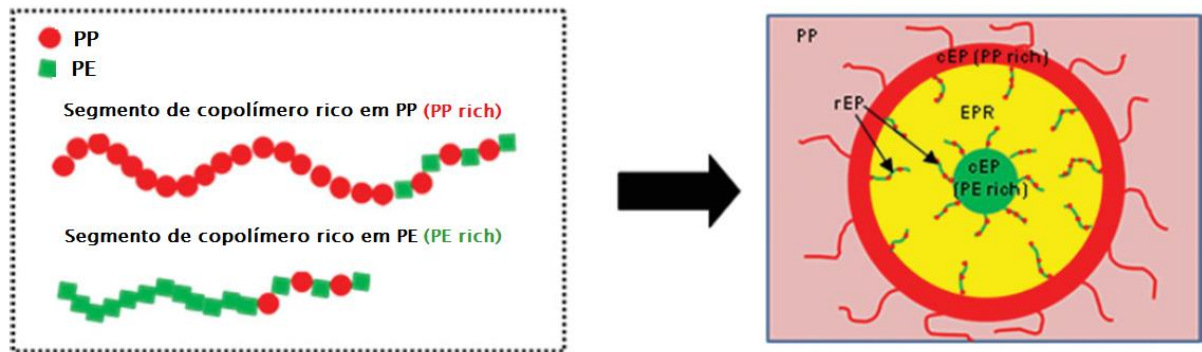 PP
PE
Segmento de copolímero rico em PP (PP rich)
Segmento de copolímero rico em PE (PE rich)
PP
cEP (PP rich)
rEP
EPR
cEP
(PE rich)